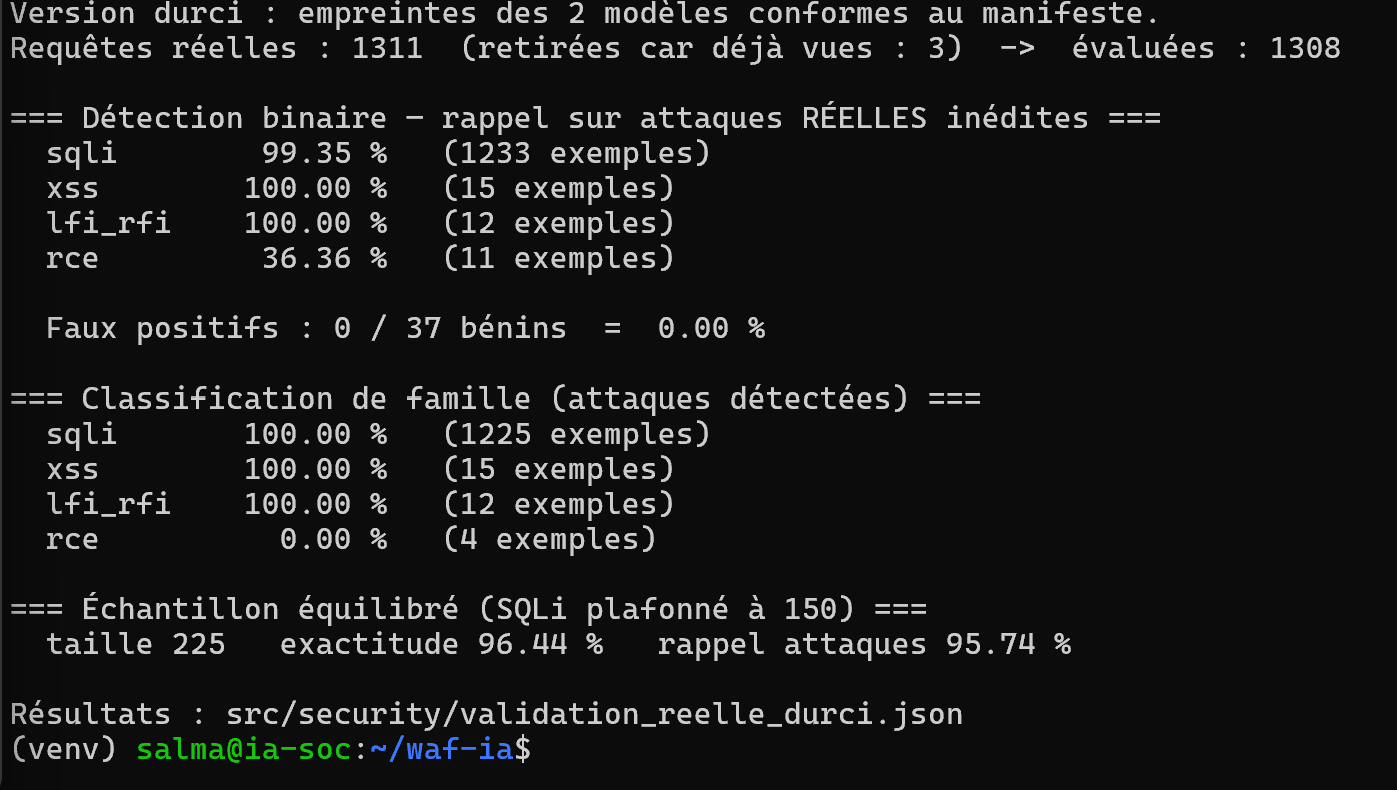 Version durci : empreintes des 2 modèles conformes au manifeste.
Requêtes réelles : 1311  (retirées car déjà vues : 3)  —>  évaluées : 1308
=== Détection binaire — rappel sur attaques RÉELLES inédites ===
sqli           99.35 %   (1233 exemples)
xss           100.00 %   (15 exemples)
lfi_rfi       100.00 %   (12 exemples)
rce            36.36 %   (11 exemples)
Faux positifs : 0 / 37 bénins  =  0.00 %
=== Classification de famille (attaques détectées) ===
sqli          100.00 %   (1225 exemples)
xss           100.00 %   (15 exemples)
lfi_rfi       100.00 %   (12 exemples)
rce             0.00 %   (4 exemples)
=== Échantillon équilibré (SQLi plafonné à 150) ===
taille 225   exactitude 96.44 %   rappel attaques 95.74 %
Résultats : src/security/validation_reelle_durci.json
(venv) salma@ia-soc:~/waf-ia$